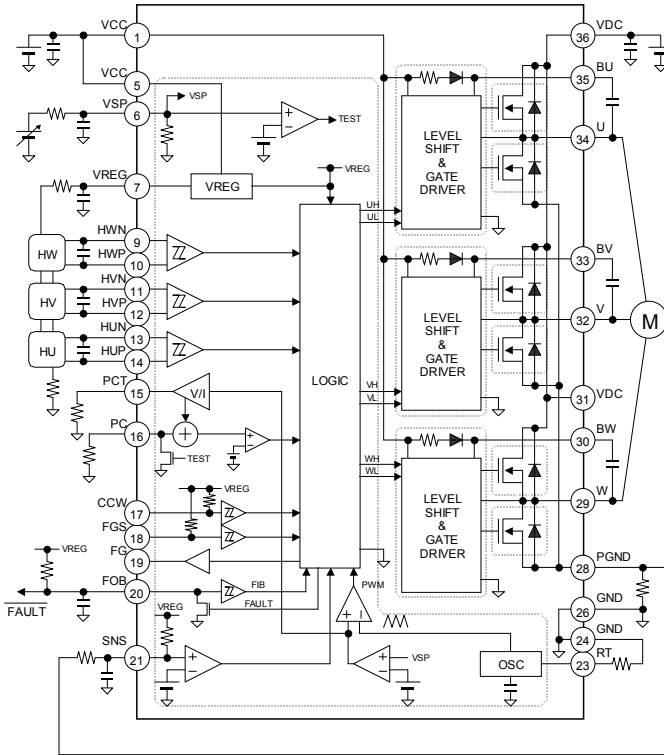 VCC
1
36
VDC
VCC
5
BU
35
VSP
6
VSP
TEST
LEVEL
SHIFT
&
GATE
DRIVER
34
U
VREG
7
VREG
VREG
UH
UL
HWN
9
HW
HWP
10
HVN
11
HV
HVP
12
HUN
13
HU
HUP
14
BV
33
LEVEL
SHIFT
&
GATE
DRIVER
V
32
M
LOGIC
PCT
15
V/I
VH
VL
VDC
31
PC
16
TEST
BW
30
WH
WL
LEVEL
SHIFT
&
GATE
DRIVER
W
29
VREG
CCW
17
FGS
18
FG
19
VREG
FOB
20
FIB
FAULT
FAULT
PWM
PGND
28
26
GND
24
GND
VREG
SNS
21
VSP
OSC
23
RT